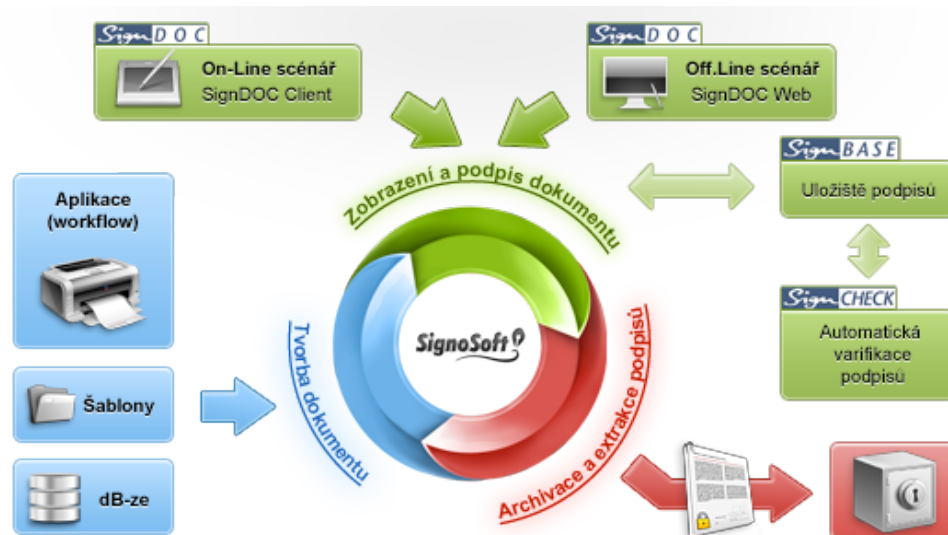 SignDOC
On-Line scénář
SignDOC Client
SignDOC
Off.Line scénář
SignDOC Web
Zobrazení a podpis dokumentu
SignBASE
Uložiště podpisů
Aplikace
(workflow)
SignoSoft
Tvorba dokumentu
Archivace a extrakce podpisů
SignCHECK
Automatická
varifikace
podpisů
Šablony
dB-ze